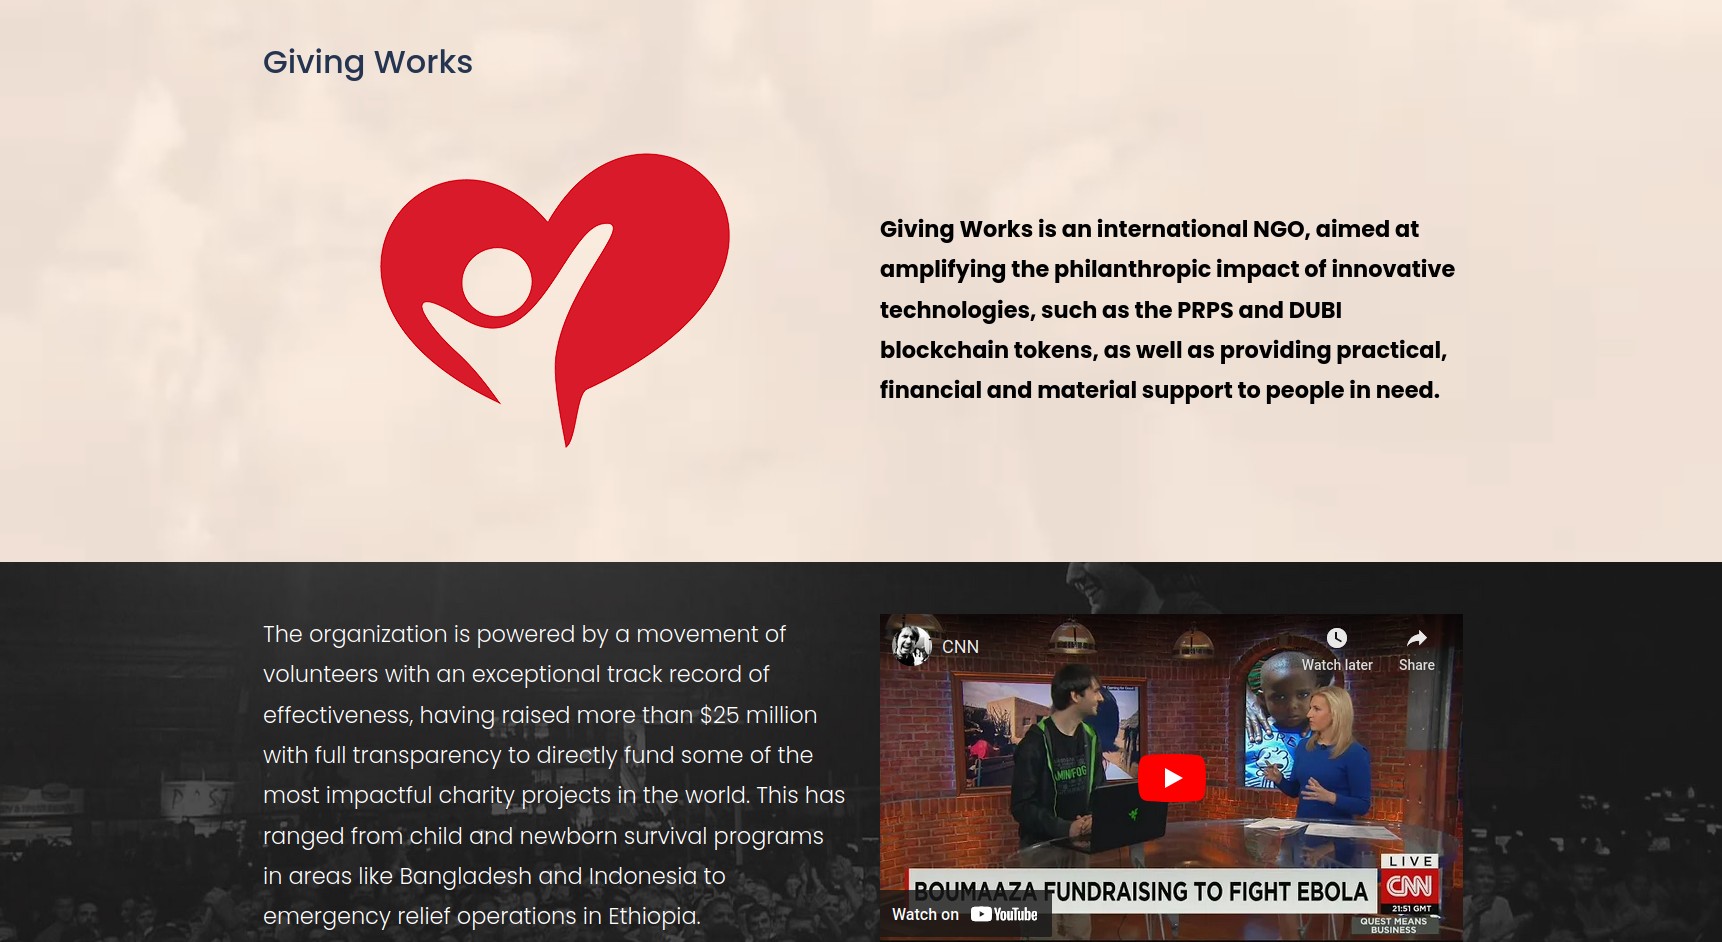 Giving Works
Giving Works is an international NGO, aimed at
amplifying the philanthropic impact of innovative
technologies, such as the PRPS and DUBI
blockchain tokens, as well as providing practical,
financial and material support to people in need.
The organization is powered by a movement of
volunteers with an exceptional track record of
effectiveness, having raised more than $25 million
with full transparency to directly fund some of the
most impactful charity projects in the world. This has
ranged from child and newborn survival programs
in areas like Bangladesh and Indonesia to
emergency relief operations in Ethiopia.
CNN
Watch later
Share
BOUMAAZA FUNDRAISING TO FIGHT EBOLA
LIVE
CNN
21:51 GMT
QUEST MEANS
BUSINESS
Watch on YouTube